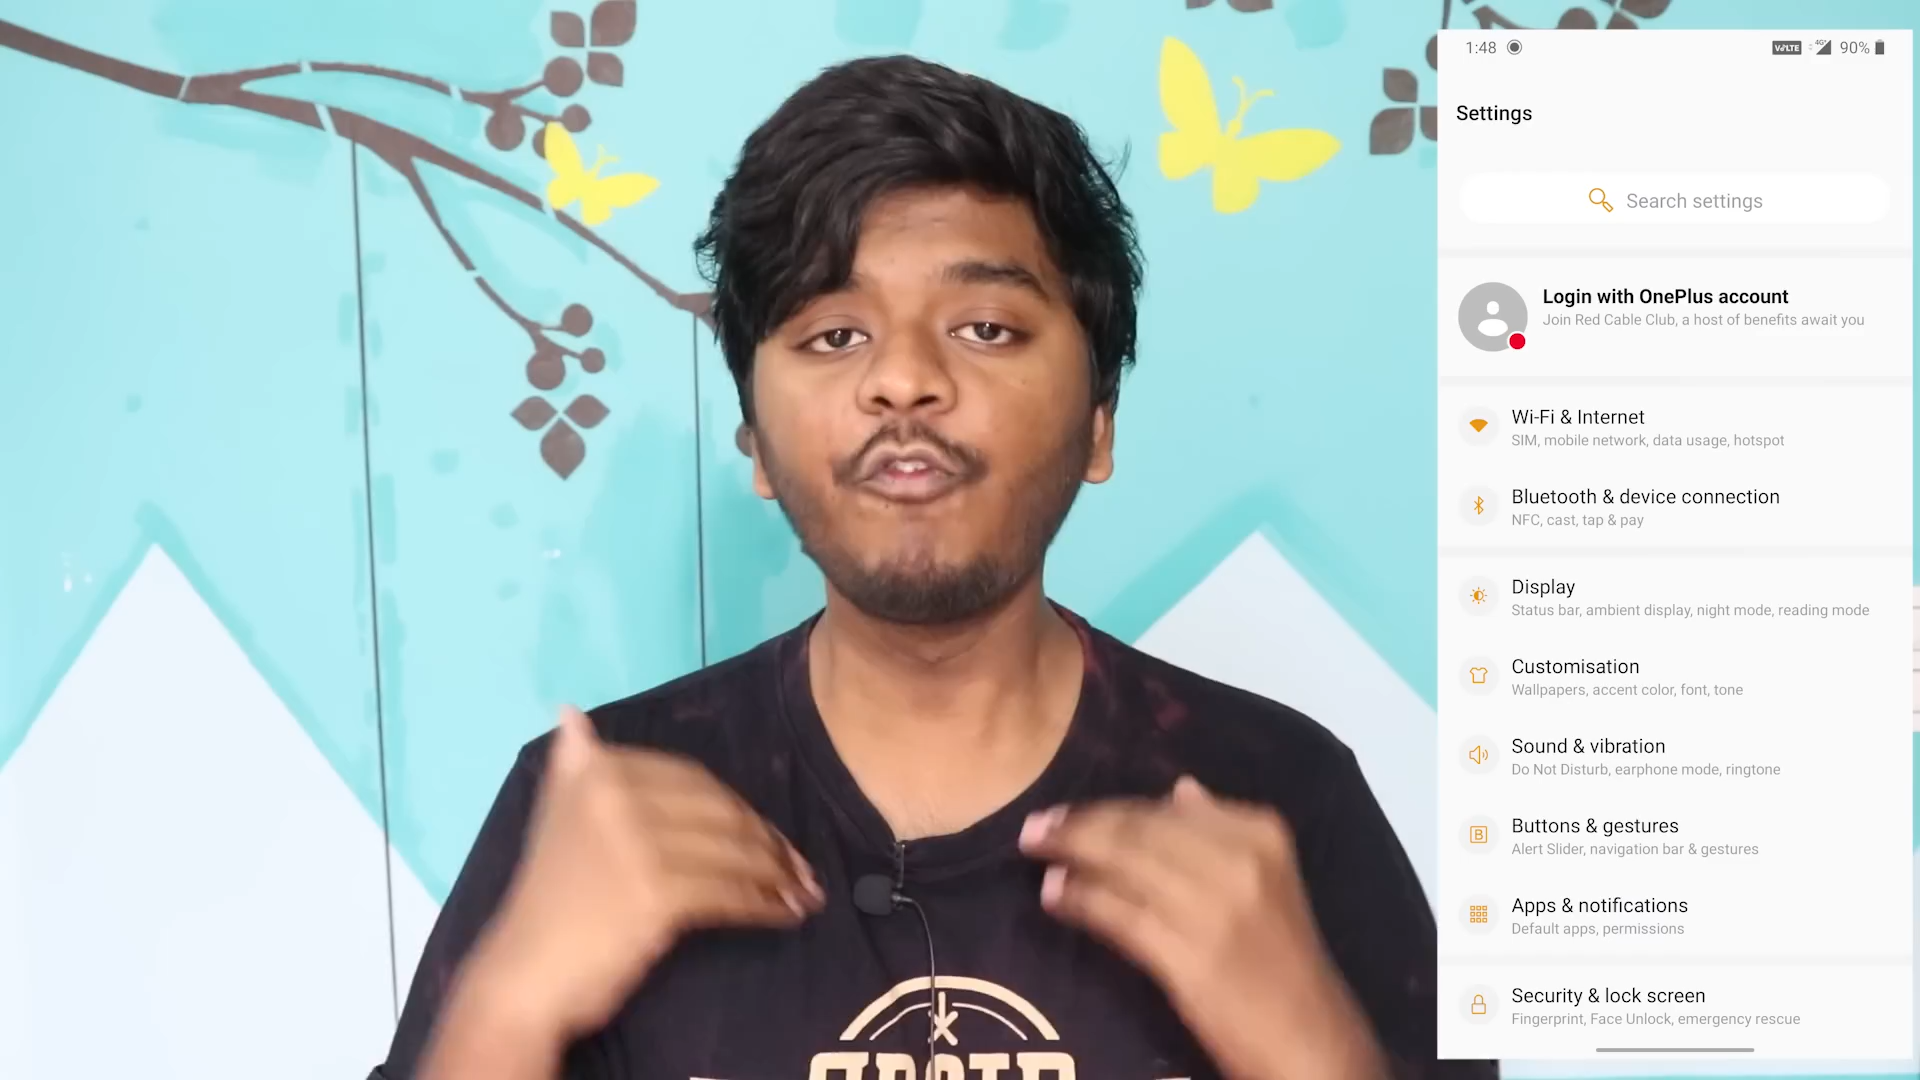 1:48
VoLTE 4G+ 90%
Settings
Search settings
Login with OnePlus account
Join Red Cable Club, a host of benefits await you
Wi-Fi & Internet
SIM, mobile network, data usage, hotspot
Bluetooth & device connection
NFC, cast, tap & pay
Display
Status bar, ambient display, night mode, reading mode
Customisation
Wallpapers, accent color, font, tone
Sound & vibration
Do Not Disturb, earphone mode, ringtone
B
Buttons & gestures
Alert Slider, navigation bar & gestures
Apps & notifications
Default apps, permissions
Security & lock screen
Fingerprint, Face Unlock, emergency rescue